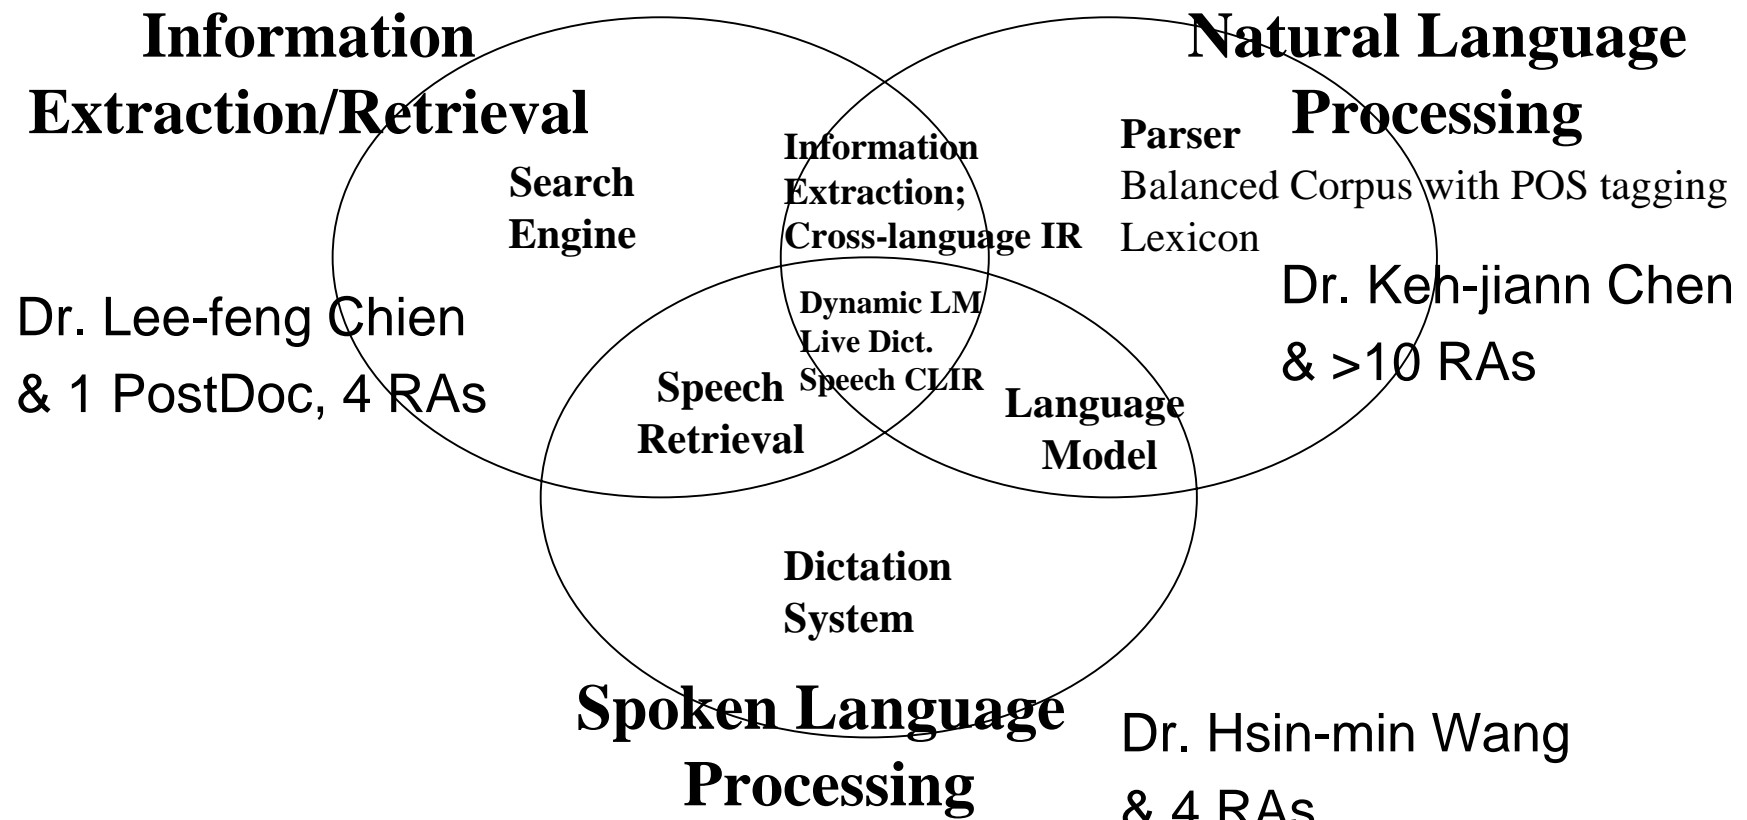 Information
Extraction/Retrieval
Natural Language
Processing
Search
Engine
Information
Extraction;
Cross-language IR
Parser
Balanced Corpus with POS tagging
Lexicon
Dr. Lee-feng Chien
& 1 PostDoc, 4 RAs
Dr. Keh-jiann Chen
& >10 RAs
Dynamic LM
Live Dict.
Speech CLIR
Speech
Retrieval
Language
Model
Dictation
System
Spoken Language
Processing
Dr. Hsin-min Wang
& 4 RAs